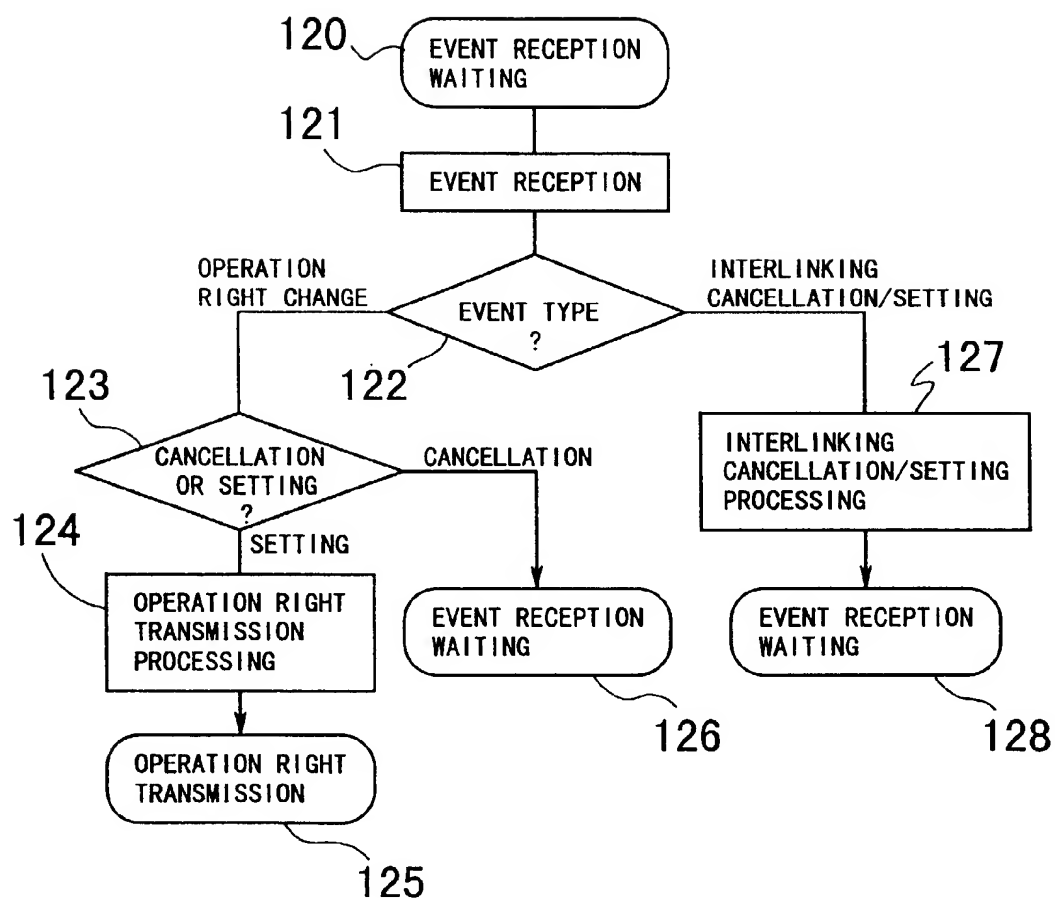 120
EVENT RECEPTION
WAITING
121
EVENT RECEPTION
OPERATION
RIGHT CHANGE
INTERLINKING
CANCELLATION/SETTING
EVENT TYPE
?
122
123
127
CANCELLATION
OR SETTING
?
CANCELLATION
INTERLINKING
CANCELLATION/SETTING
PROCESSING
124
SETTING
OPERATION RIGHT
TRANSMISSION
PROCESSING
EVENT RECEPTION
WAITING
EVENT RECEPTION
WAITING
126
128
OPERATION RIGHT
TRANSMISSION
125